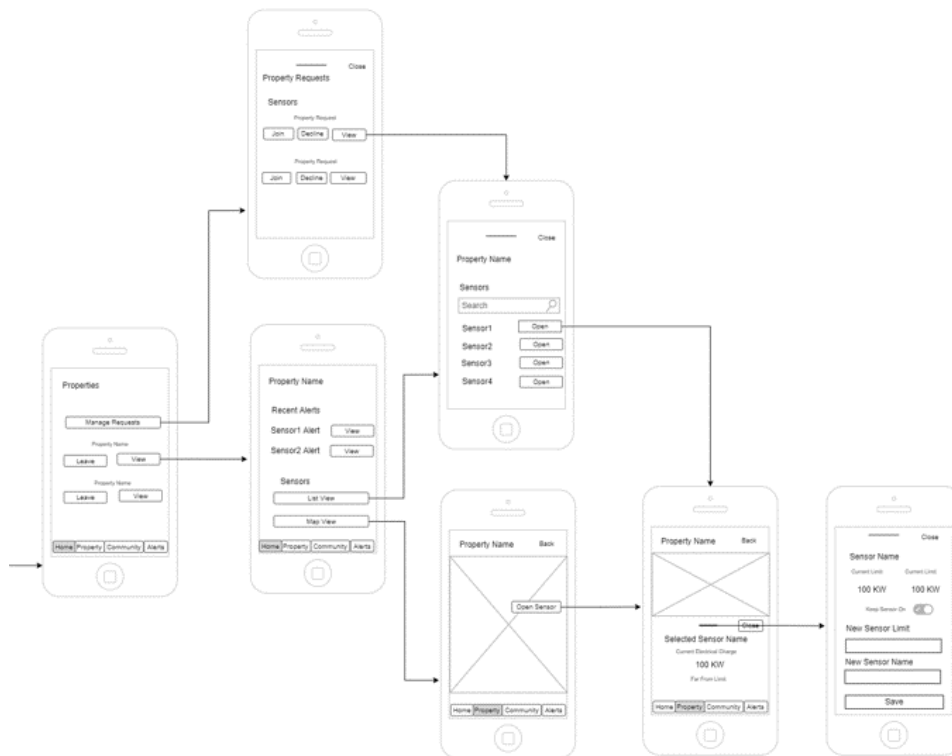 Close
Property Requests
Sensors
Property Request
Join Decline View
Property Request
Join Decline View
Close
Property Name
Sensors
Search
Sensor1 Open
Sensor2 Open
Sensor3 Open
Sensor4 Open
Properties
Manage Requests
Property Name
Leave View
Property Name
Leave View
Home Property Community Alerts
Property Name
Recent Alerts
Sensor1 Alert View
Sensor2 Alert View
Sensors
List View
Map View
Home Property Community Alerts
Property Name Back
Open Sensor
Home Property Community Alerts
Property Name Back
Close
Selected Sensor Name
Current Electrical Charge
100 KW
Far From Limit
Home Property Community Alerts
Close
Sensor Name
Current Limit Current Limit
100 KW 100 KW
Keep Sensor On
New Sensor Limit
New Sensor Name
Save